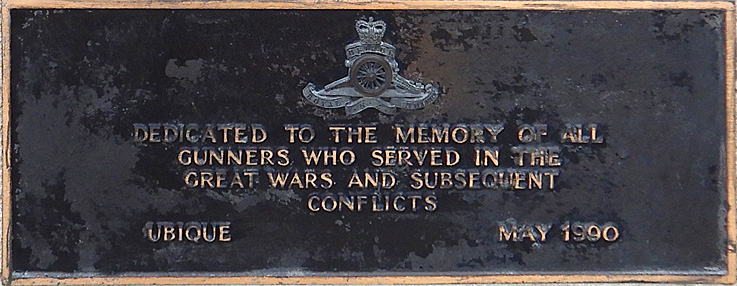 DEDICATED TO THE MEMORY OF ALL
GUNNERS WHO SERVED IN THE
GREAT WARS AND SUBSEQUENT
CONFLICTS
UBIQUE MAY 1990